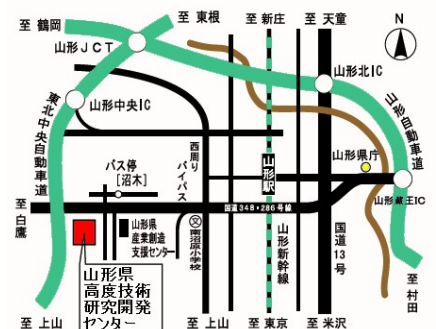 至 鶴岡
至 東根
至 新庄
至 天童
N
山形JCT
山形北IC
山形中央IC
東北中央自動車道
西周りバイパス
山形駅
山形県庁
山形自動車道
バス停
[沼木]
山形蔵王IC
国道348・286号線
至
白鷹
山形県
産業創造
支援センター
文
南沼原小学校
山形新幹線
国道13号
至
村田
山形県
高度技術
研究開発
センター
至 上山
至 上山
至 東京
至 米沢